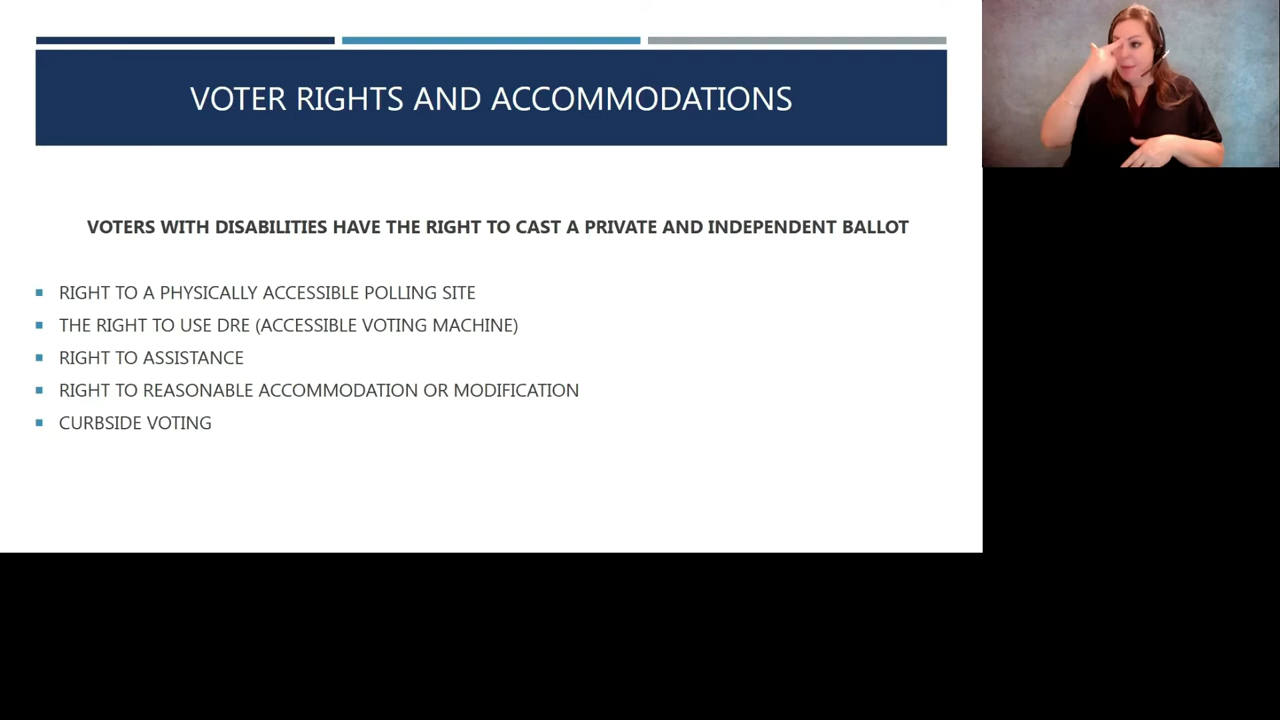 VOTER RIGHTS AND ACCOMMODATIONS
VOTERS WITH DISABILITIES HAVE THE RIGHT TO CAST A PRIVATE AND INDEPENDENT BALLOT
RIGHT TO A PHYSICALLY ACCESSIBLE POLLING SITE
THE RIGHT TO USE DRE (ACCESSIBLE VOTING MACHINE)
RIGHT TO ASSISTANCE
RIGHT TO REASONABLE ACCOMMODATION OR MODIFICATION
CURBSIDE VOTING